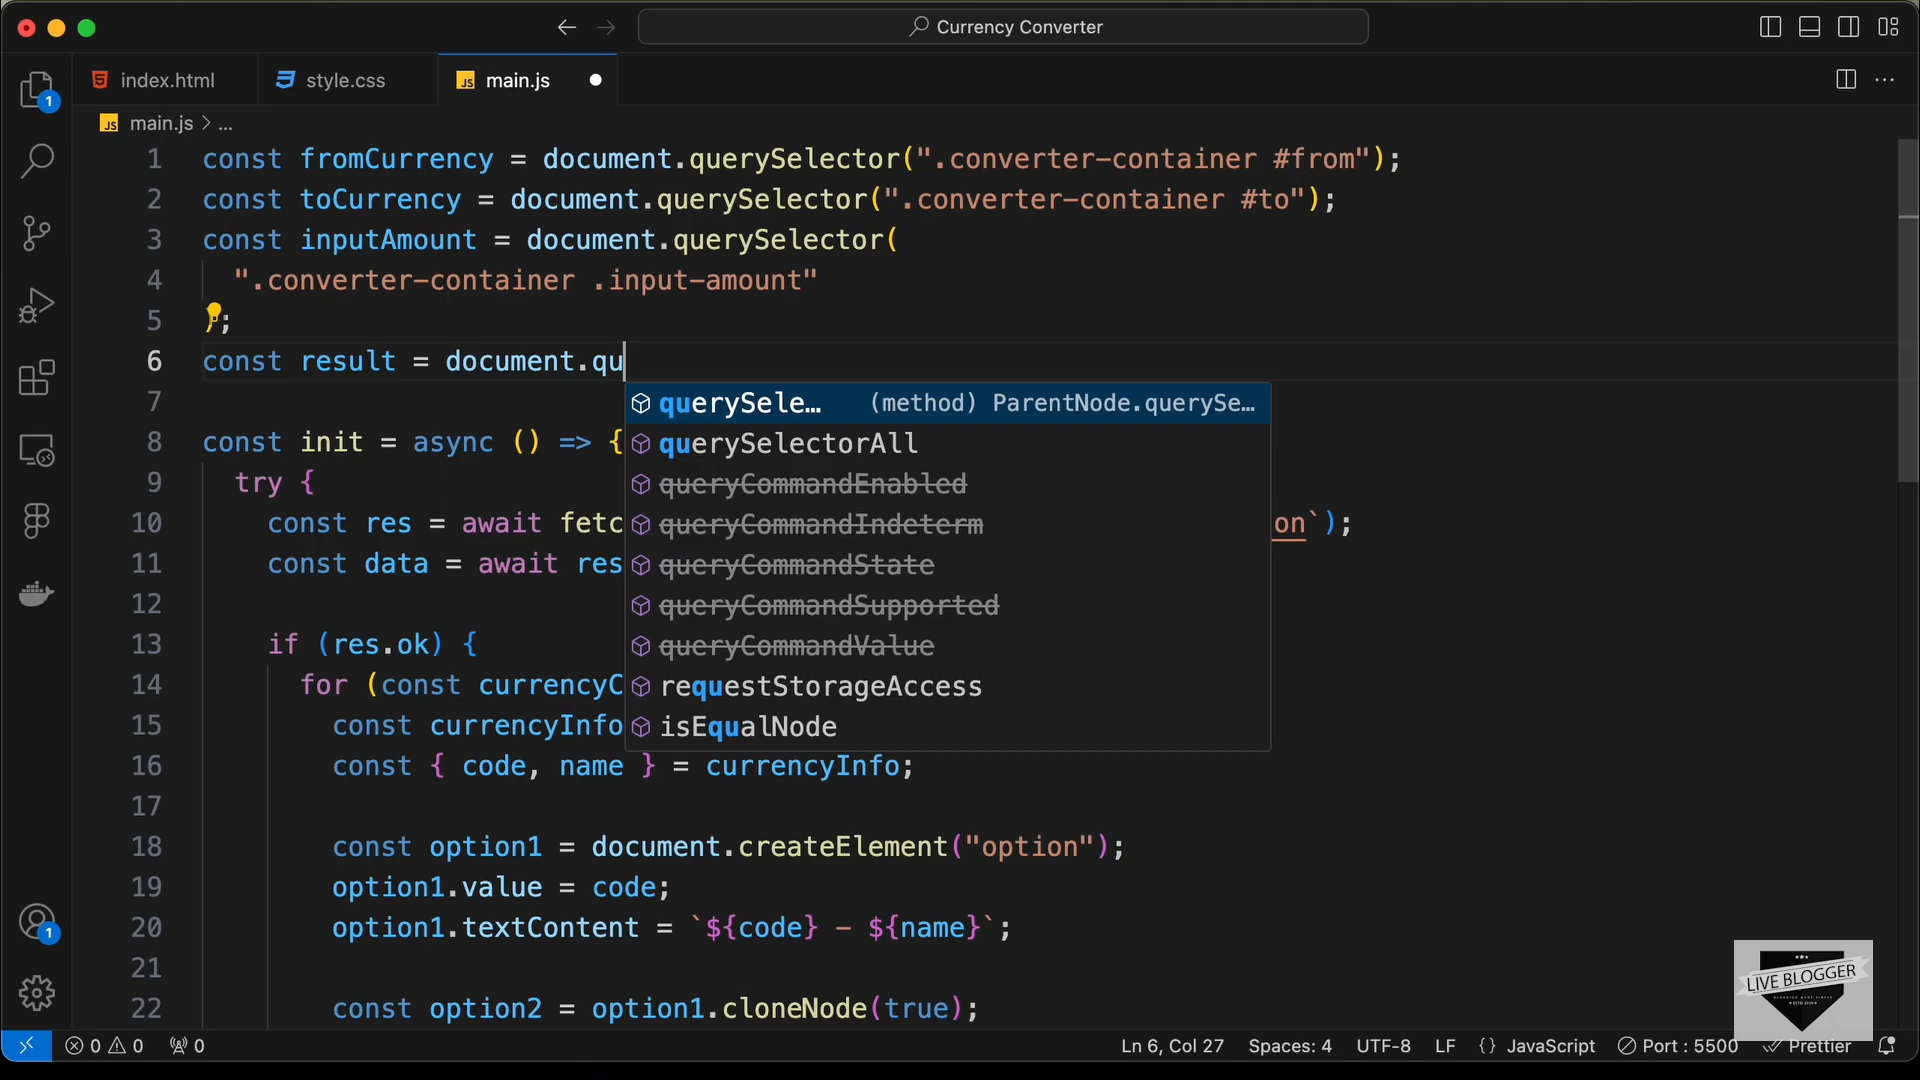 Currency Converter
index.html
style.css
main.js
main.js > ...
1 const fromCurrency = document.querySelector(".converter-container #from");
2 const toCurrency = document.querySelector(".converter-container #to");
3 const inputAmount = document.querySelector(
4 ".converter-container .input-amount"
5 );
6 const result = document.qu
7
querySele… (method) ParentNode.querySe…
querySelectorAll
queryCommandEnabled
queryCommandIndeterm
queryCommandState
queryCommandSupported
queryCommandValue
requestStorageAccess
isEqualNode
8 const init = async () => {
9 try {
10 const res = await fetc on`);
11 const data = await res
12
13 if (res.ok) {
14 for (const currencyC
15 const currencyInfo
16 const { code, name } = currencyInfo;
17
18 const option1 = document.createElement("option");
19 option1.value = code;
20 option1.textContent = `${code} - ${name}`;
21
22 const option2 = option1.cloneNode(true);
1
1
LIVE BLOGGER
0 0 0
Ln 6, Col 27
Spaces: 4
UTF-8
LF
{} JavaScript
Port : 5500
Prettier